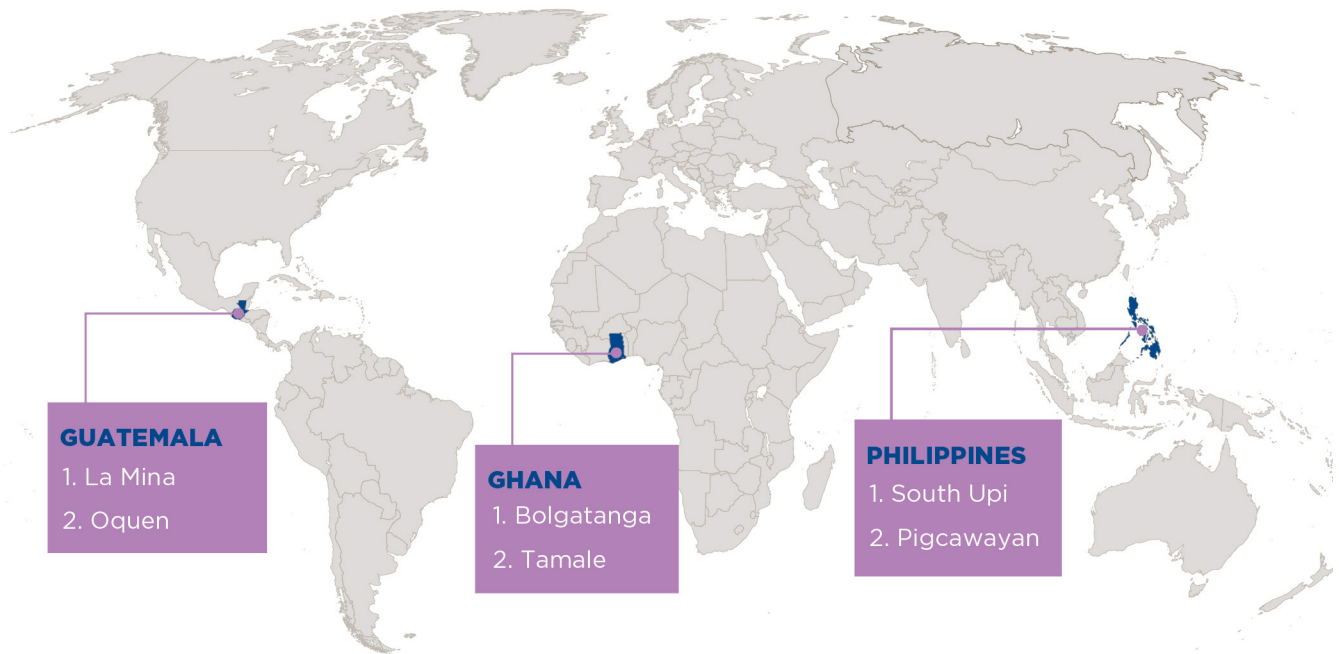 GUATEMALA
1. La Mina
2. Oquen
GHANA
1. Bolgatanga
2. Tamale
PHILIPPINES
1. South Upi
2. Pigcawayan